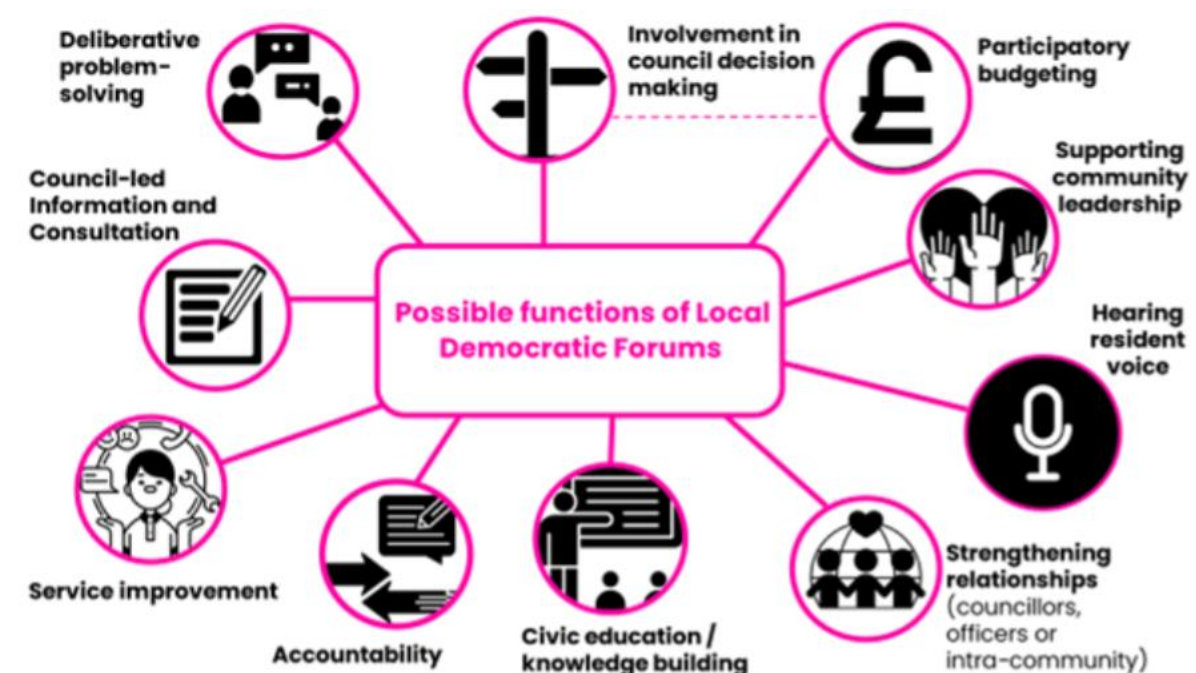 Deliberative
problem-
solving
Involvement in
council decision
making
Participatory
budgeting
Supporting
community
leadership
Council-led
Information and
Consultation
Possible functions of Local
Democratic Forums
Hearing
resident
voice
Service improvement
Accountability
Civic education /
knowledge building
Strengthening
relationships
(councillors,
officers or
intra-community)